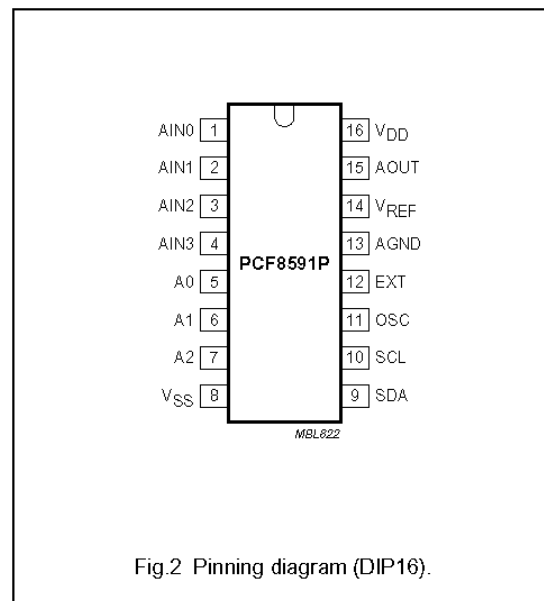 AIN0 1 16 VDD
AIN1 2 15 AOUT
AIN2 3 14 VREF
AIN3 4 13 AGND
PCF8591P
A0 5 12 EXT
A1 6 11 OSC
A2 7 10 SCL
VSS 8 9 SDA
MBL822
Fig.2 Pinning diagram (DIP16).